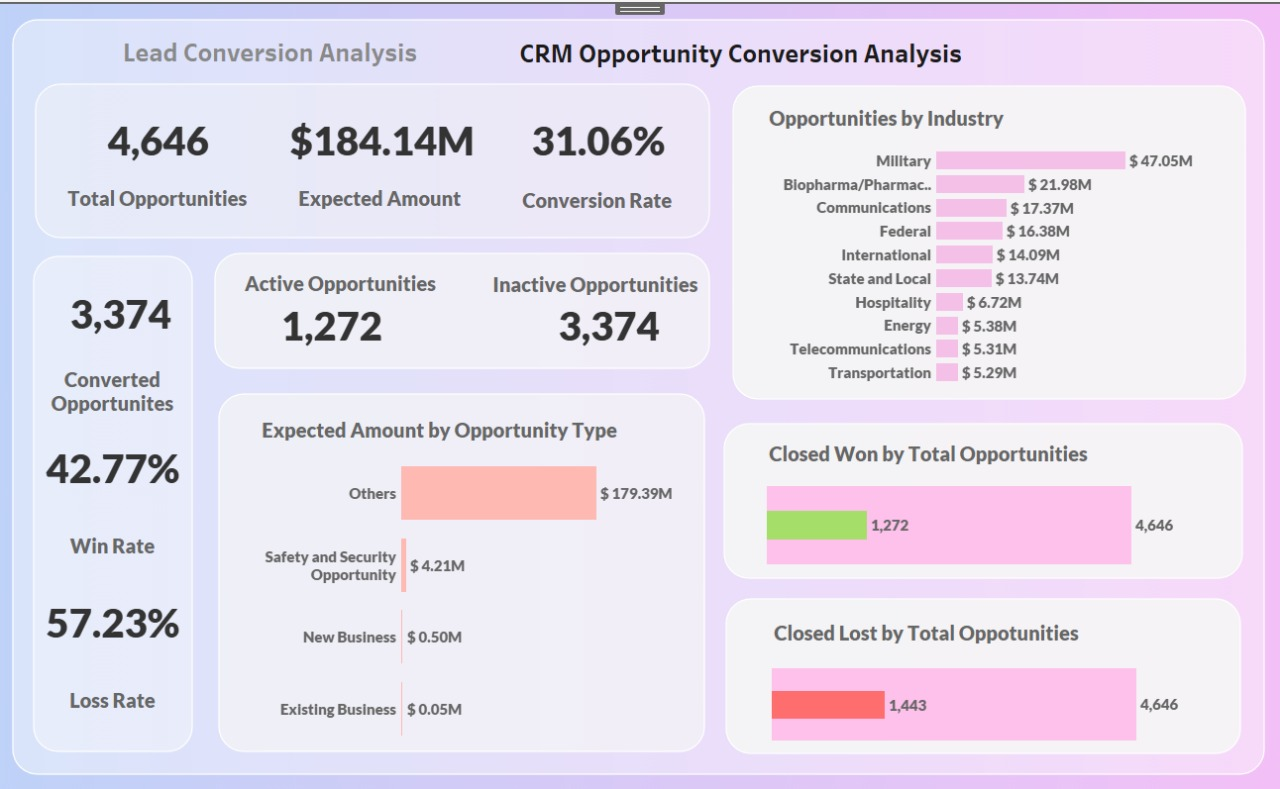 Lead Conversion Analysis
CRM Opportunity Conversion Analysis
4,646
$184.14M
31.06%
Total Opportunities
Expected Amount
Conversion Rate
3,374
Converted
Opportunites
42.77%
Win Rate
57.23%
Loss Rate
Active Opportunities
Inactive Opportunities
1,272
3,374
Expected Amount by Opportunity Type
Others
$ 179.39M
Safety and Security
Opportunity
$ 4.21M
New Business
$ 0.50M
Existing Business
$ 0.05M
Opportunities by Industry
Military
$ 47.05M
Biopharma/Pharmac..
$ 21.98M
Communications
$ 17.37M
Federal
$ 16.38M
International
$ 14.09M
State and Local
$ 13.74M
Hospitality
$ 6.72M
Energy
$ 5.38M
Telecommunications
$ 5.31M
Transportation
$ 5.29M
Closed Won by Total Opportunities
1,272
4,646
Closed Lost by Total Oppotunities
1,443
4,646